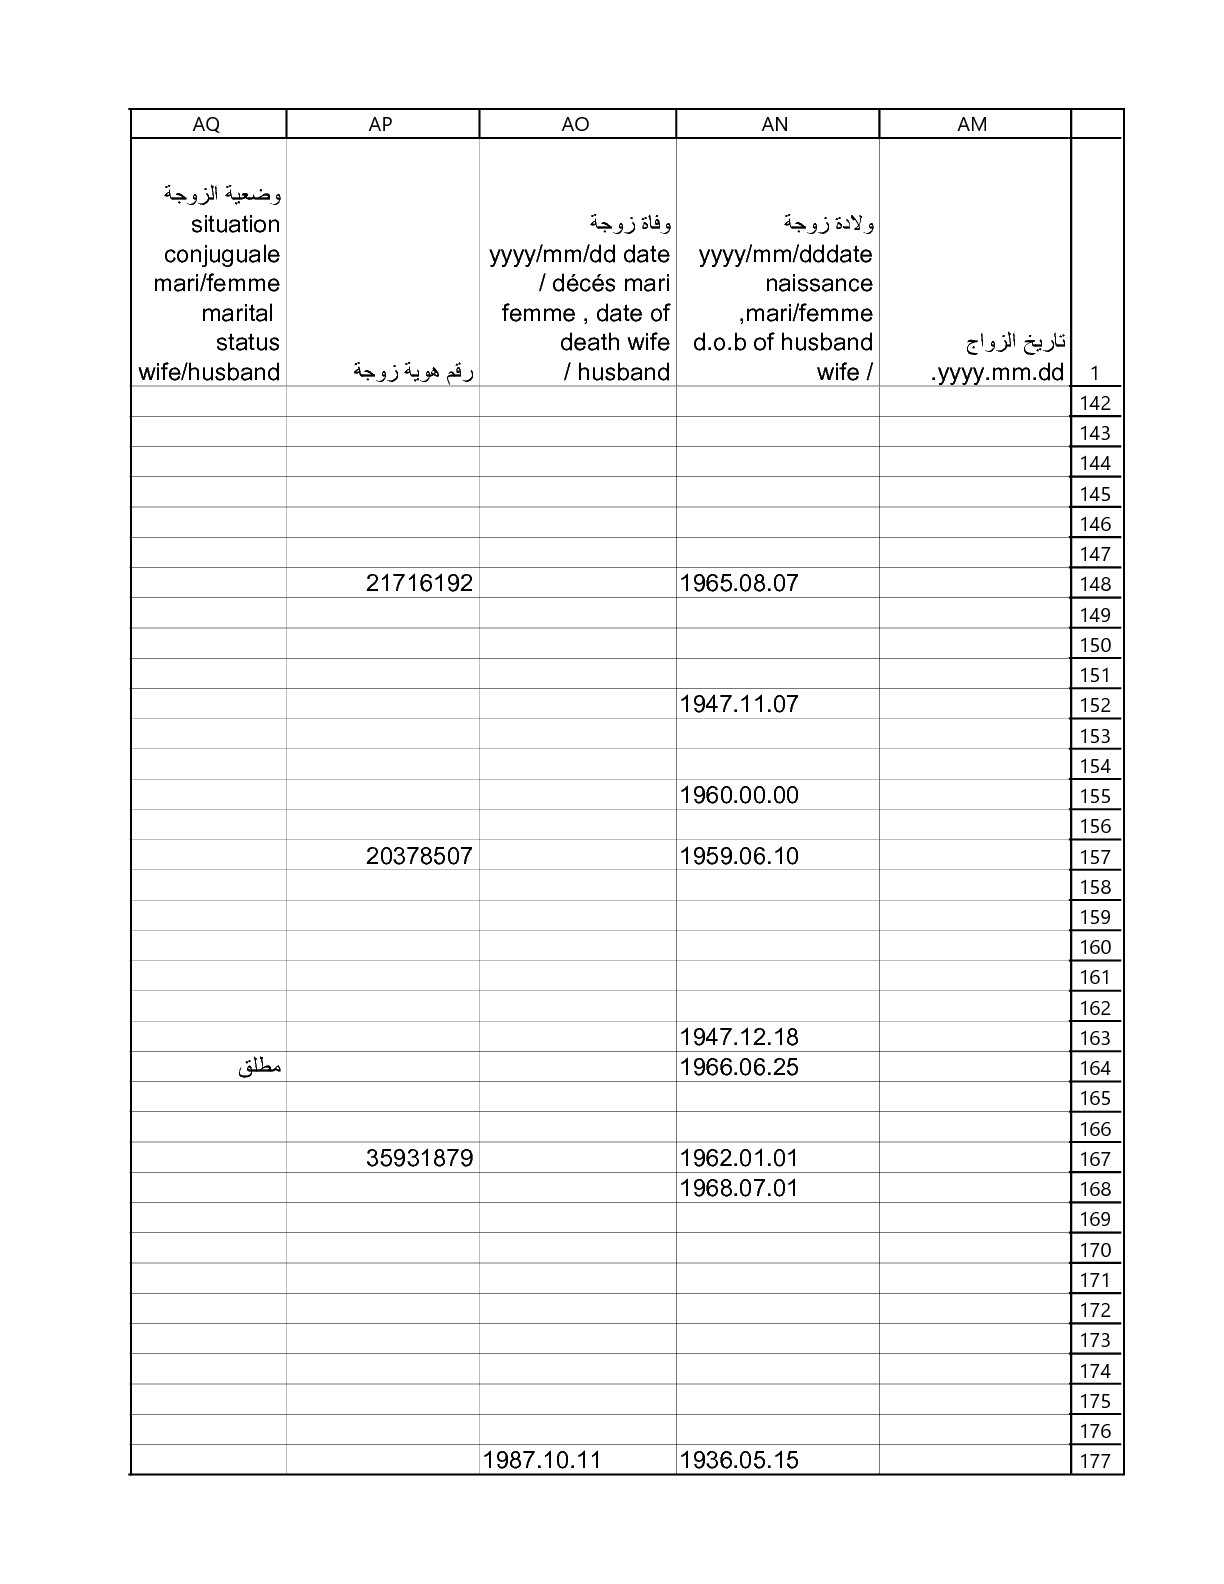 AQ AP AO AN AM
وضعية الزوجة
situation
conjuguale
mari/femme
marital
status
wife/husband
رقم هوية زوجة
وفاة زوجة
yyyy/mm/dd date
/ décés mari
femme , date of
death wife
/ husband
ولادة زوجة
yyyy/mm/dddate
naissance
,mari/femme
d.o.b of husband
wife /
تاريخ الزواج
.yyyy.mm.dd
1
142
143
144
145
146
147
21716192 1965.08.07 148
149
150
151
1947.11.07 152
153
154
1960.00.00 155
156
20378507 1959.06.10 157
158
159
160
161
162
1947.12.18 163
مطلق 1966.06.25 164
165
166
35931879 1962.01.01 167
1968.07.01 168
169
170
171
172
173
174
175
176
1987.10.11 1936.05.15 177